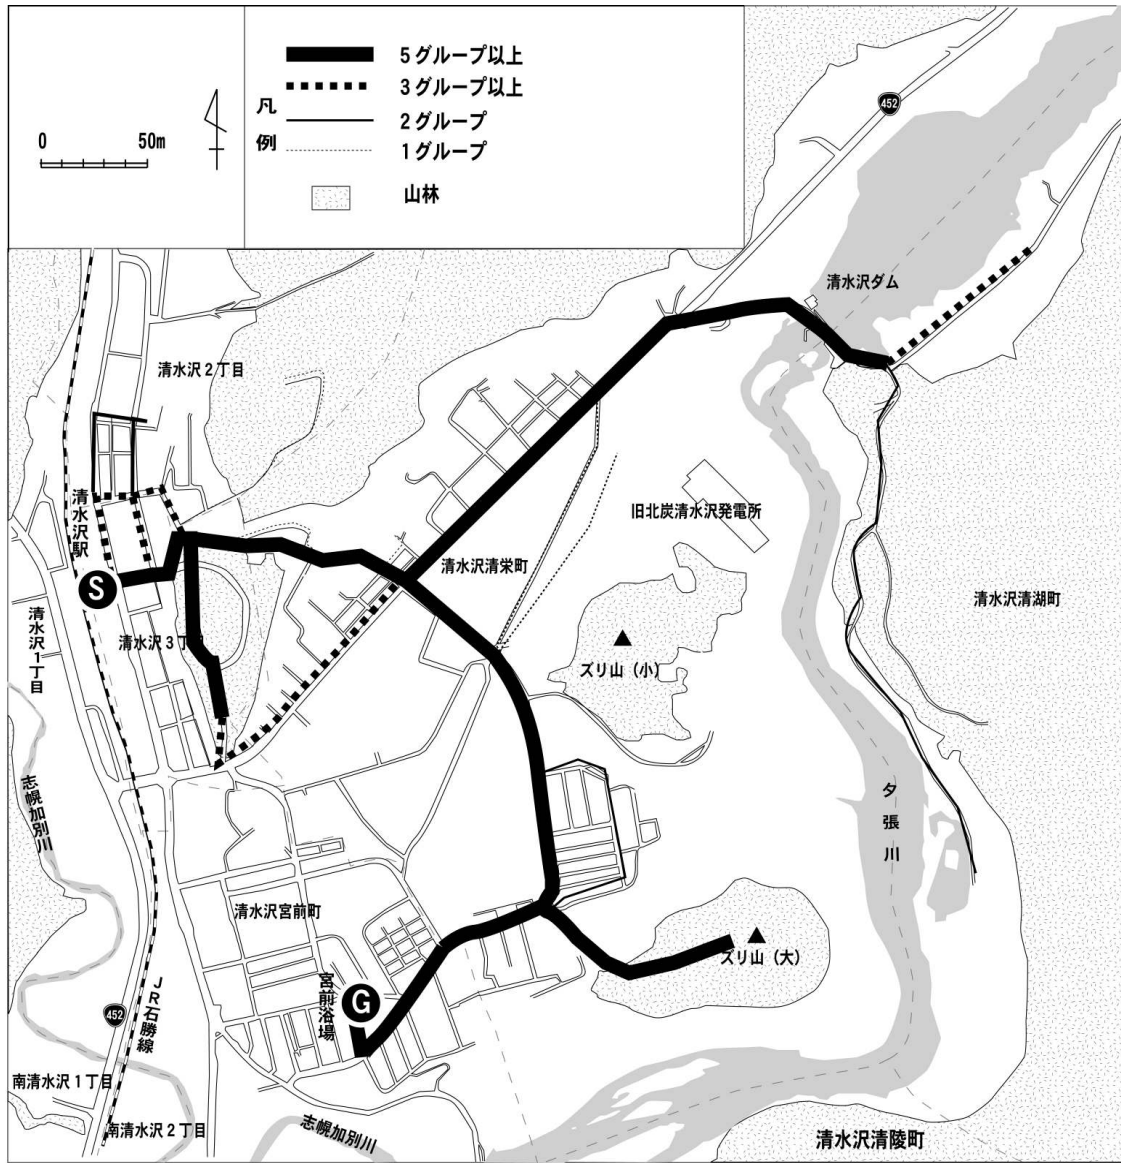 5グループ以上
3グループ以上
2グループ
1グループ
山林
凡例
0 50m
452
清水沢ダム
清水沢2丁目
清水沢駅
旧北炭清水沢発電所
清水沢清栄町
S
清水沢清湖町
清水沢1丁目
清水沢3丁目
ズリ山（小）
志幌加別川
夕張川
清水沢宮前町
ズリ山（大）
宮前浴場
G
452
JR石勝線
南清水沢1丁目
南清水沢2丁目
志幌加別川
清水沢清陵町